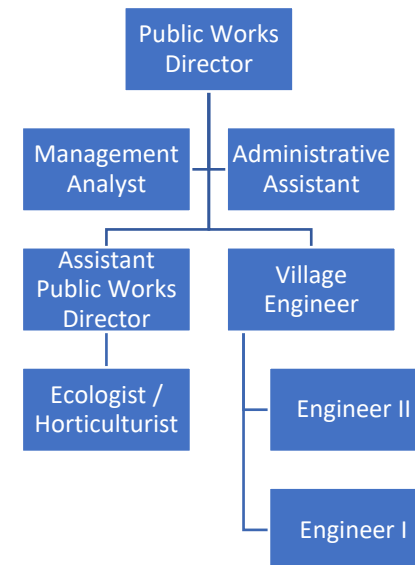 Public Works
Director
Management
Analyst
Administrative
Assistant
Assistant
Public Works
Director
Village
Engineer
Ecologist /
Horticulturist
Engineer II
Engineer I